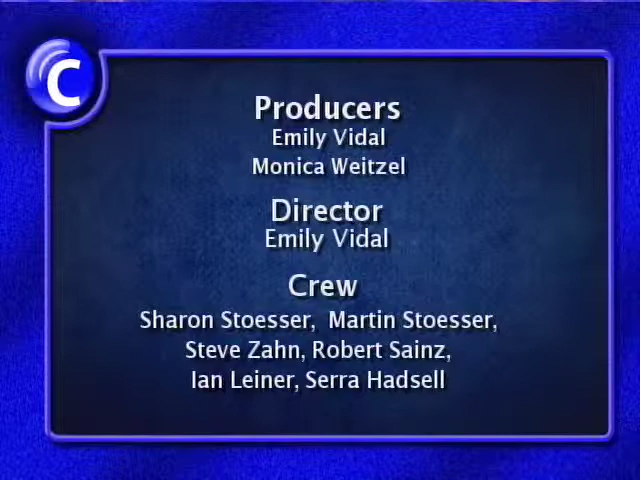 C
Producers
Emily Vidal
Monica Weitzel
Director
Emily Vidal
Crew
Sharon Stoesser, Martin Stoesser,
Steve Zahn, Robert Sainz,
Ian Leiner, Serra Hadsell